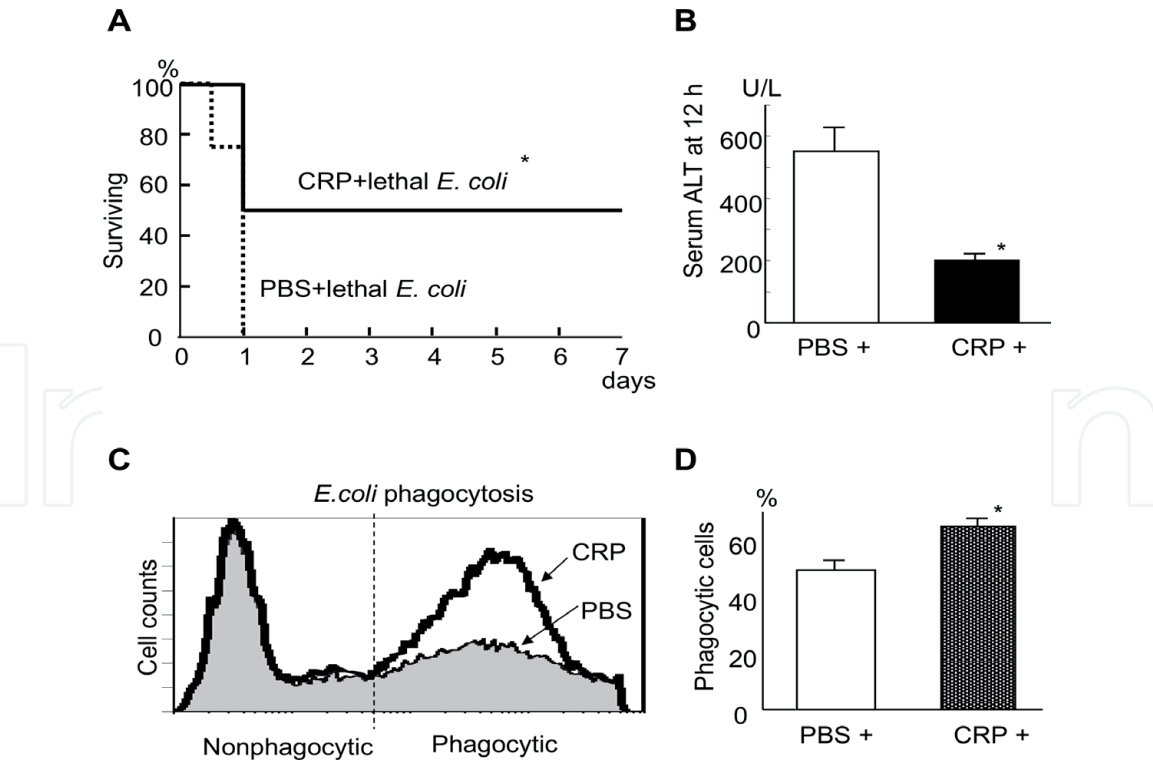 A
%
100
80
60
40
20
0
Surviving
CRP+lethal E. coli *
PBS+lethal E. coli
0 1 2 3 4 5 6 7
days
B
U/L
Serum ALT at 12 h
600
400
200
0
*
PBS + CRP +
C
E.coli phagocytosis
Cell counts
CRP
PBS
Nonphagocytic Phagocytic
D
%
Phagocytic cells
60
40
20
0
*
PBS + CRP +